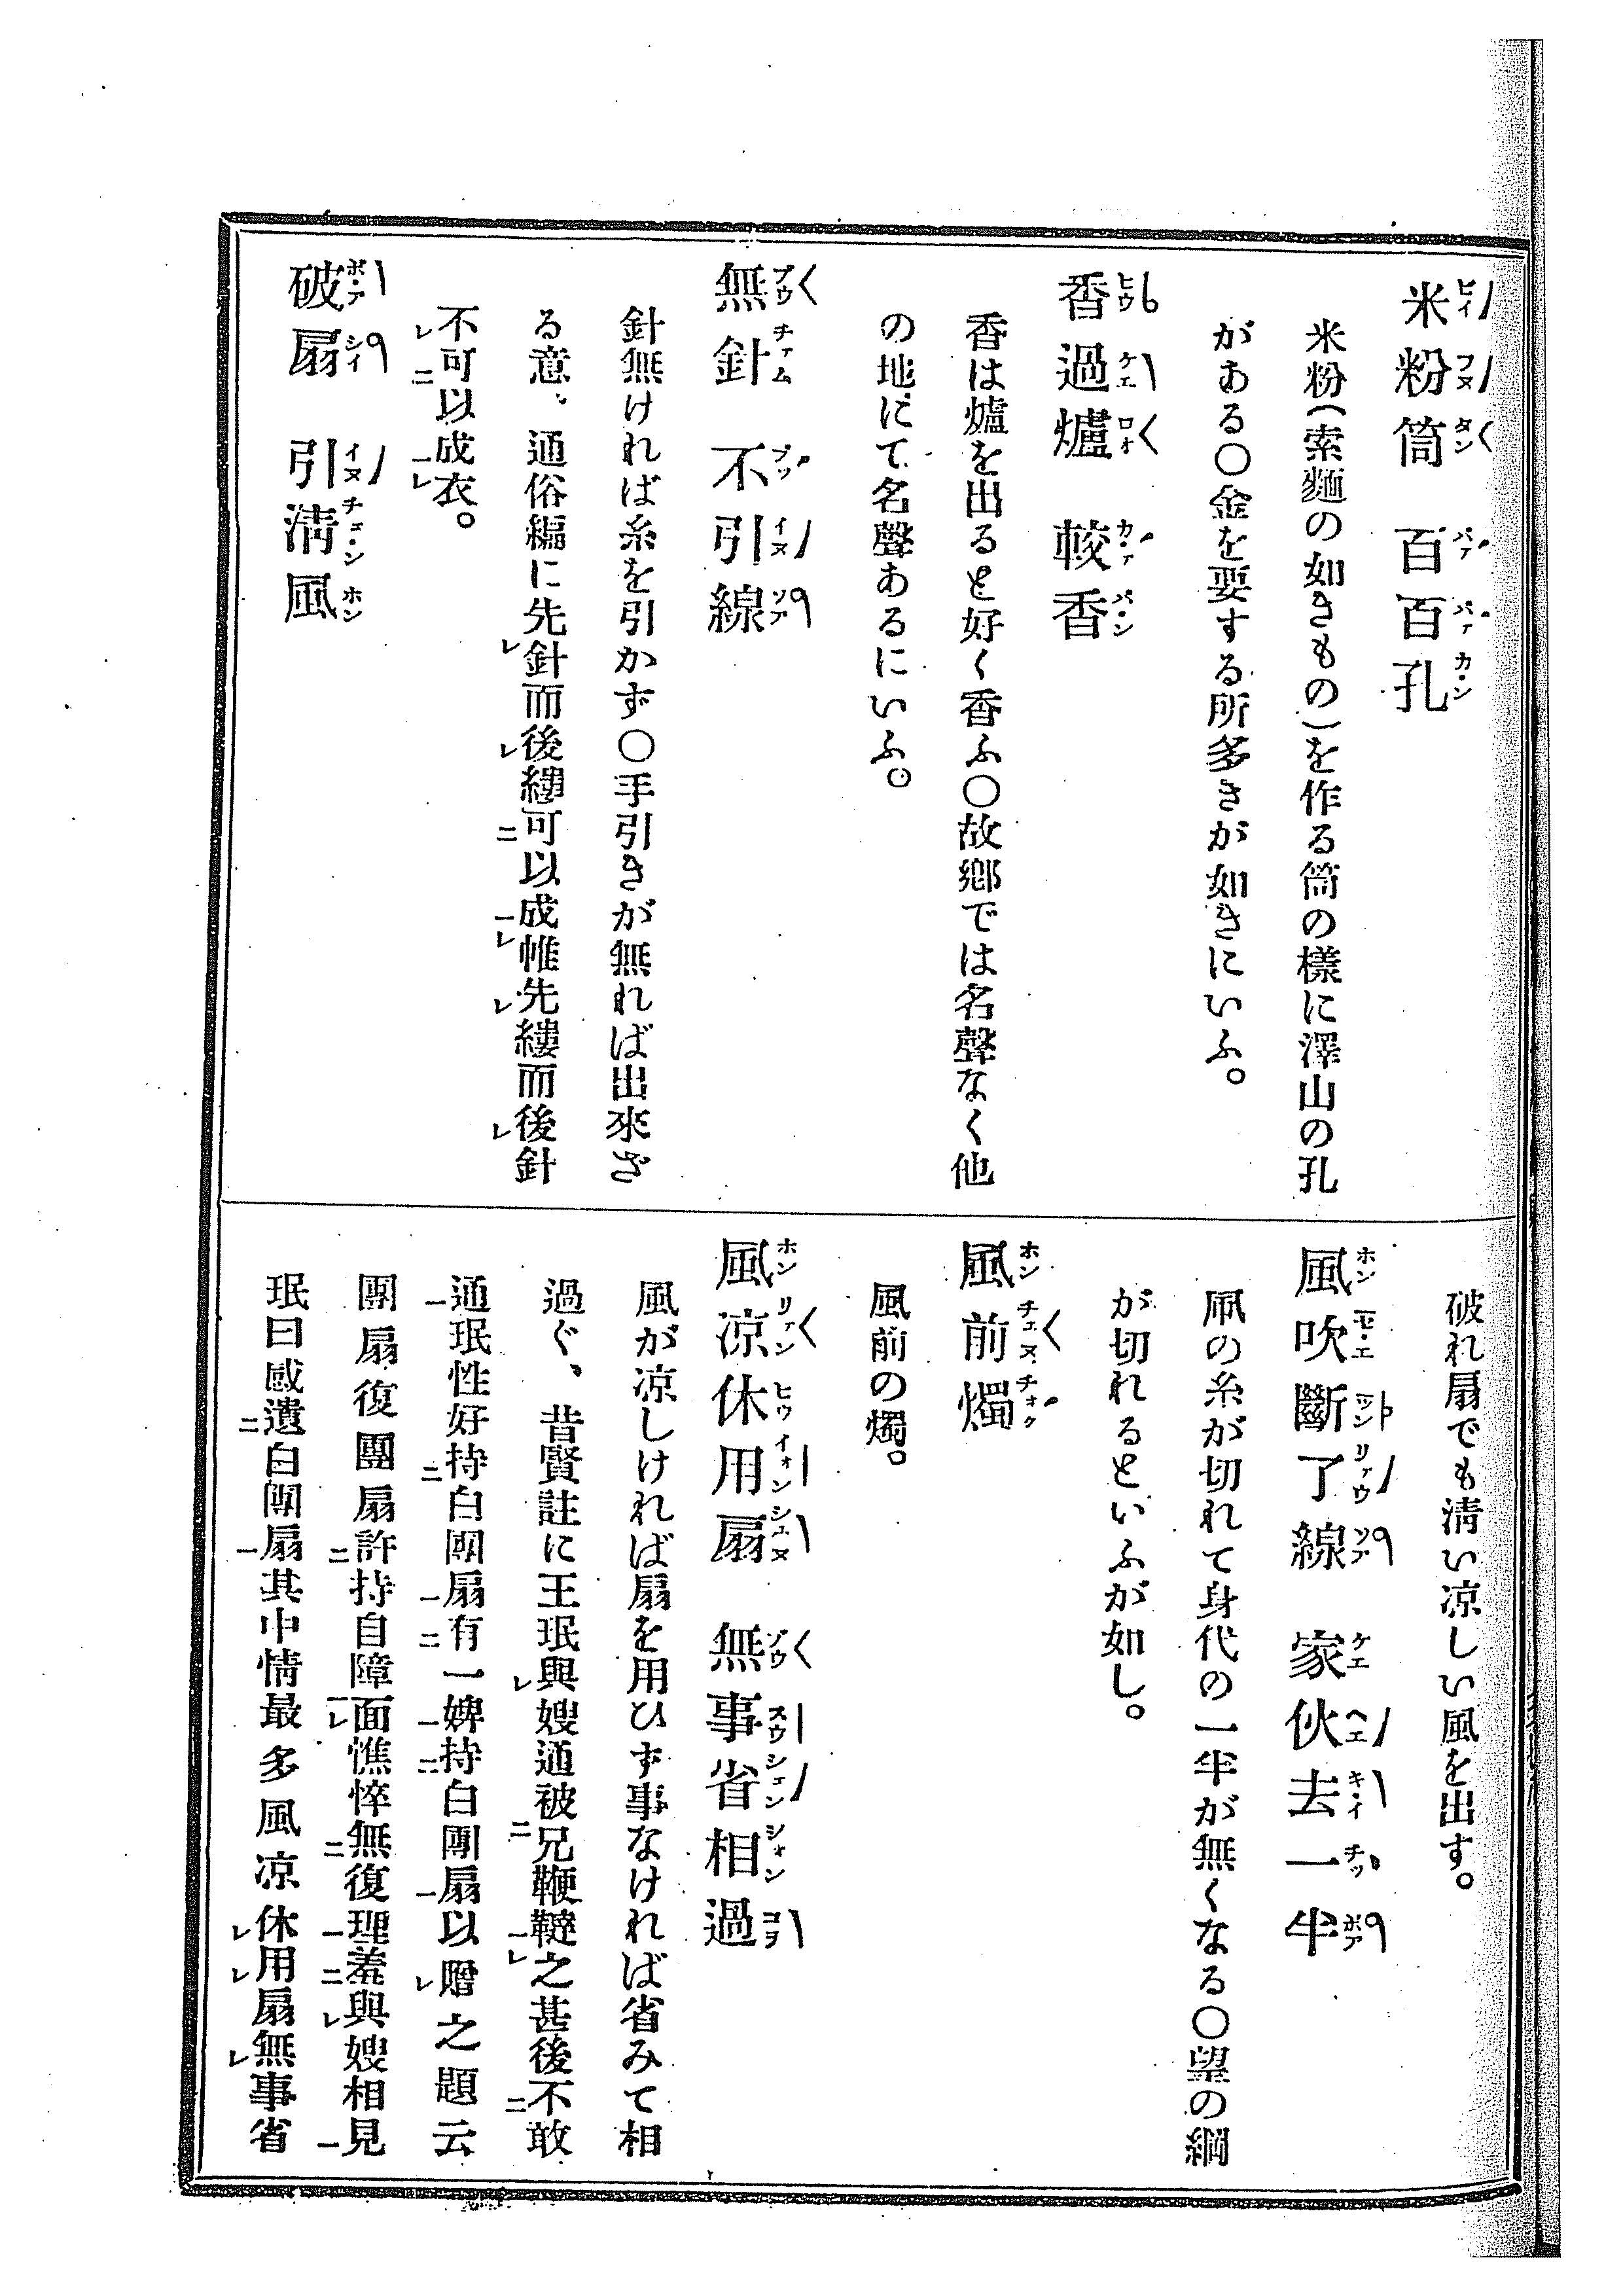 米粉筒　百百孔
米粉(索麵の如きもの)を作る筒の樣に澤山の孔
がある○金を要する所多きが如きにいふ。
香過爐　較香
香は爐を出ると好く香ふ○故鄕では名聲なく他
の地にて名聲あるにいふ。
無針　不引線
針無ければ糸を引かず○手引きが無れば出來ざ
る意、通俗編に先針而後縷可以成帷先縷而後針
不可以成衣。
破扇　引淸風
破れ扇でも淸い凉しい風を出す。
風吹斷了線　家伙去一半
凧の糸が切れて身代の一半が無くなる○望の綱
が切れるといふが如し。
風前燭
風前の燭。
風凉休用扇　無事省相過
風が凉しければ扇を用ひず事なければ省みて相
過ぐ、昔賢註に王珉與嫂通被兄鞭韃之甚後不敢
通珉性好持白團扇有一婢持白團扇以贈之題云
團扇復團扇許持自障面憔悴無復理羞與嫂相見
珉曰感遺白團扇其中情最多風凉休用扇無事省